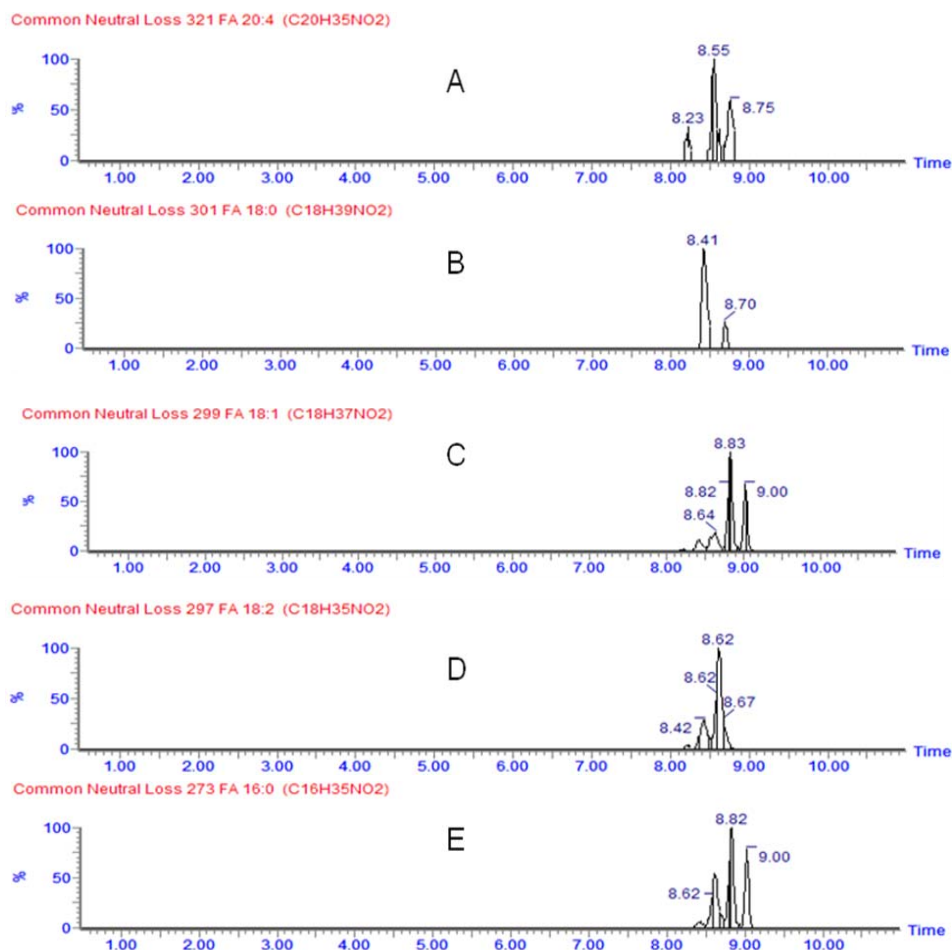 Common Neutral Loss 321 FA 20:4 (C20H35NO2)
A
8.55
8.23
8.75
100
50
0
%
Time
1.00 2.00 3.00 4.00 5.00 6.00 7.00 8.00 9.00 10.00
Common Neutral Loss 301 FA 18:0 (C18H39NO2)
B
8.41
8.70
100
50
0
%
Time
1.00 2.00 3.00 4.00 5.00 6.00 7.00 8.00 9.00 10.00
Common Neutral Loss 299 FA 18:1 (C18H37NO2)
C
8.83
8.82
9.00
8.64
100
50
0
%
Time
1.00 2.00 3.00 4.00 5.00 6.00 7.00 8.00 9.00 10.00
Common Neutral Loss 297 FA 18:2 (C18H35NO2)
D
8.62
8.62
8.67
8.42
100
50
0
%
Time
1.00 2.00 3.00 4.00 5.00 6.00 7.00 8.00 9.00 10.00
Common Neutral Loss 273 FA 16:0 (C16H35NO2)
E
8.82
9.00
8.62
100
50
0
%
Time
1.00 2.00 3.00 4.00 5.00 6.00 7.00 8.00 9.00 10.00